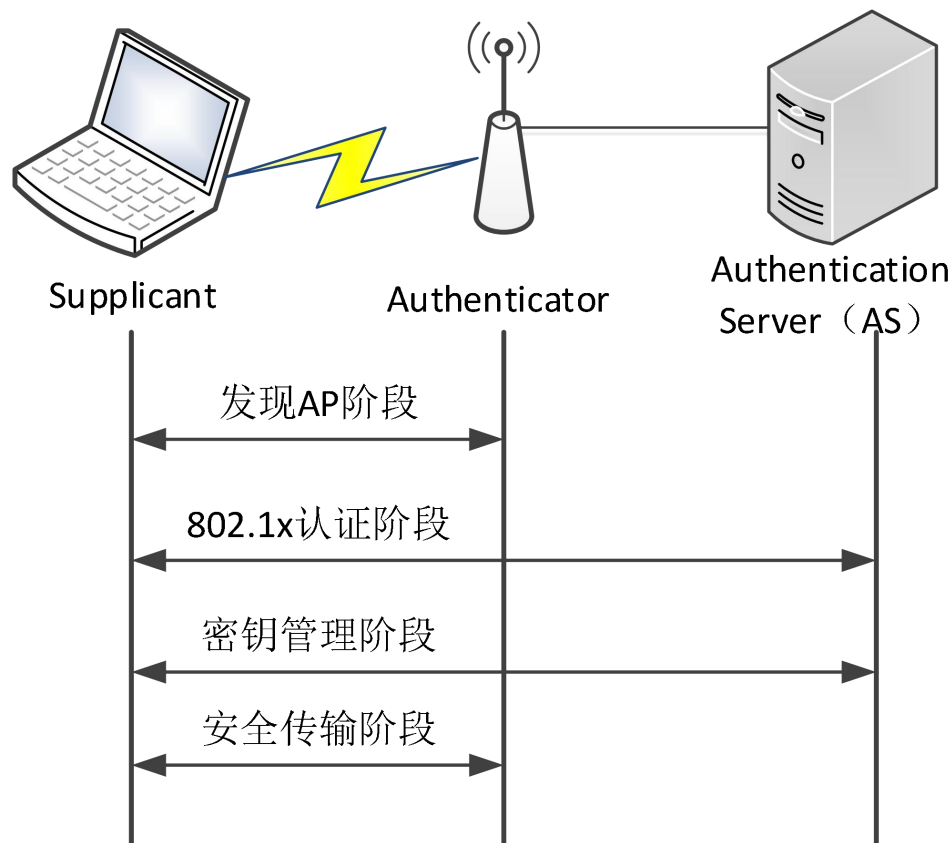 Supplicant
Authenticator
Authentication
Server（AS）
发现AP阶段
802.1x认证阶段
密钥管理阶段
安全传输阶段